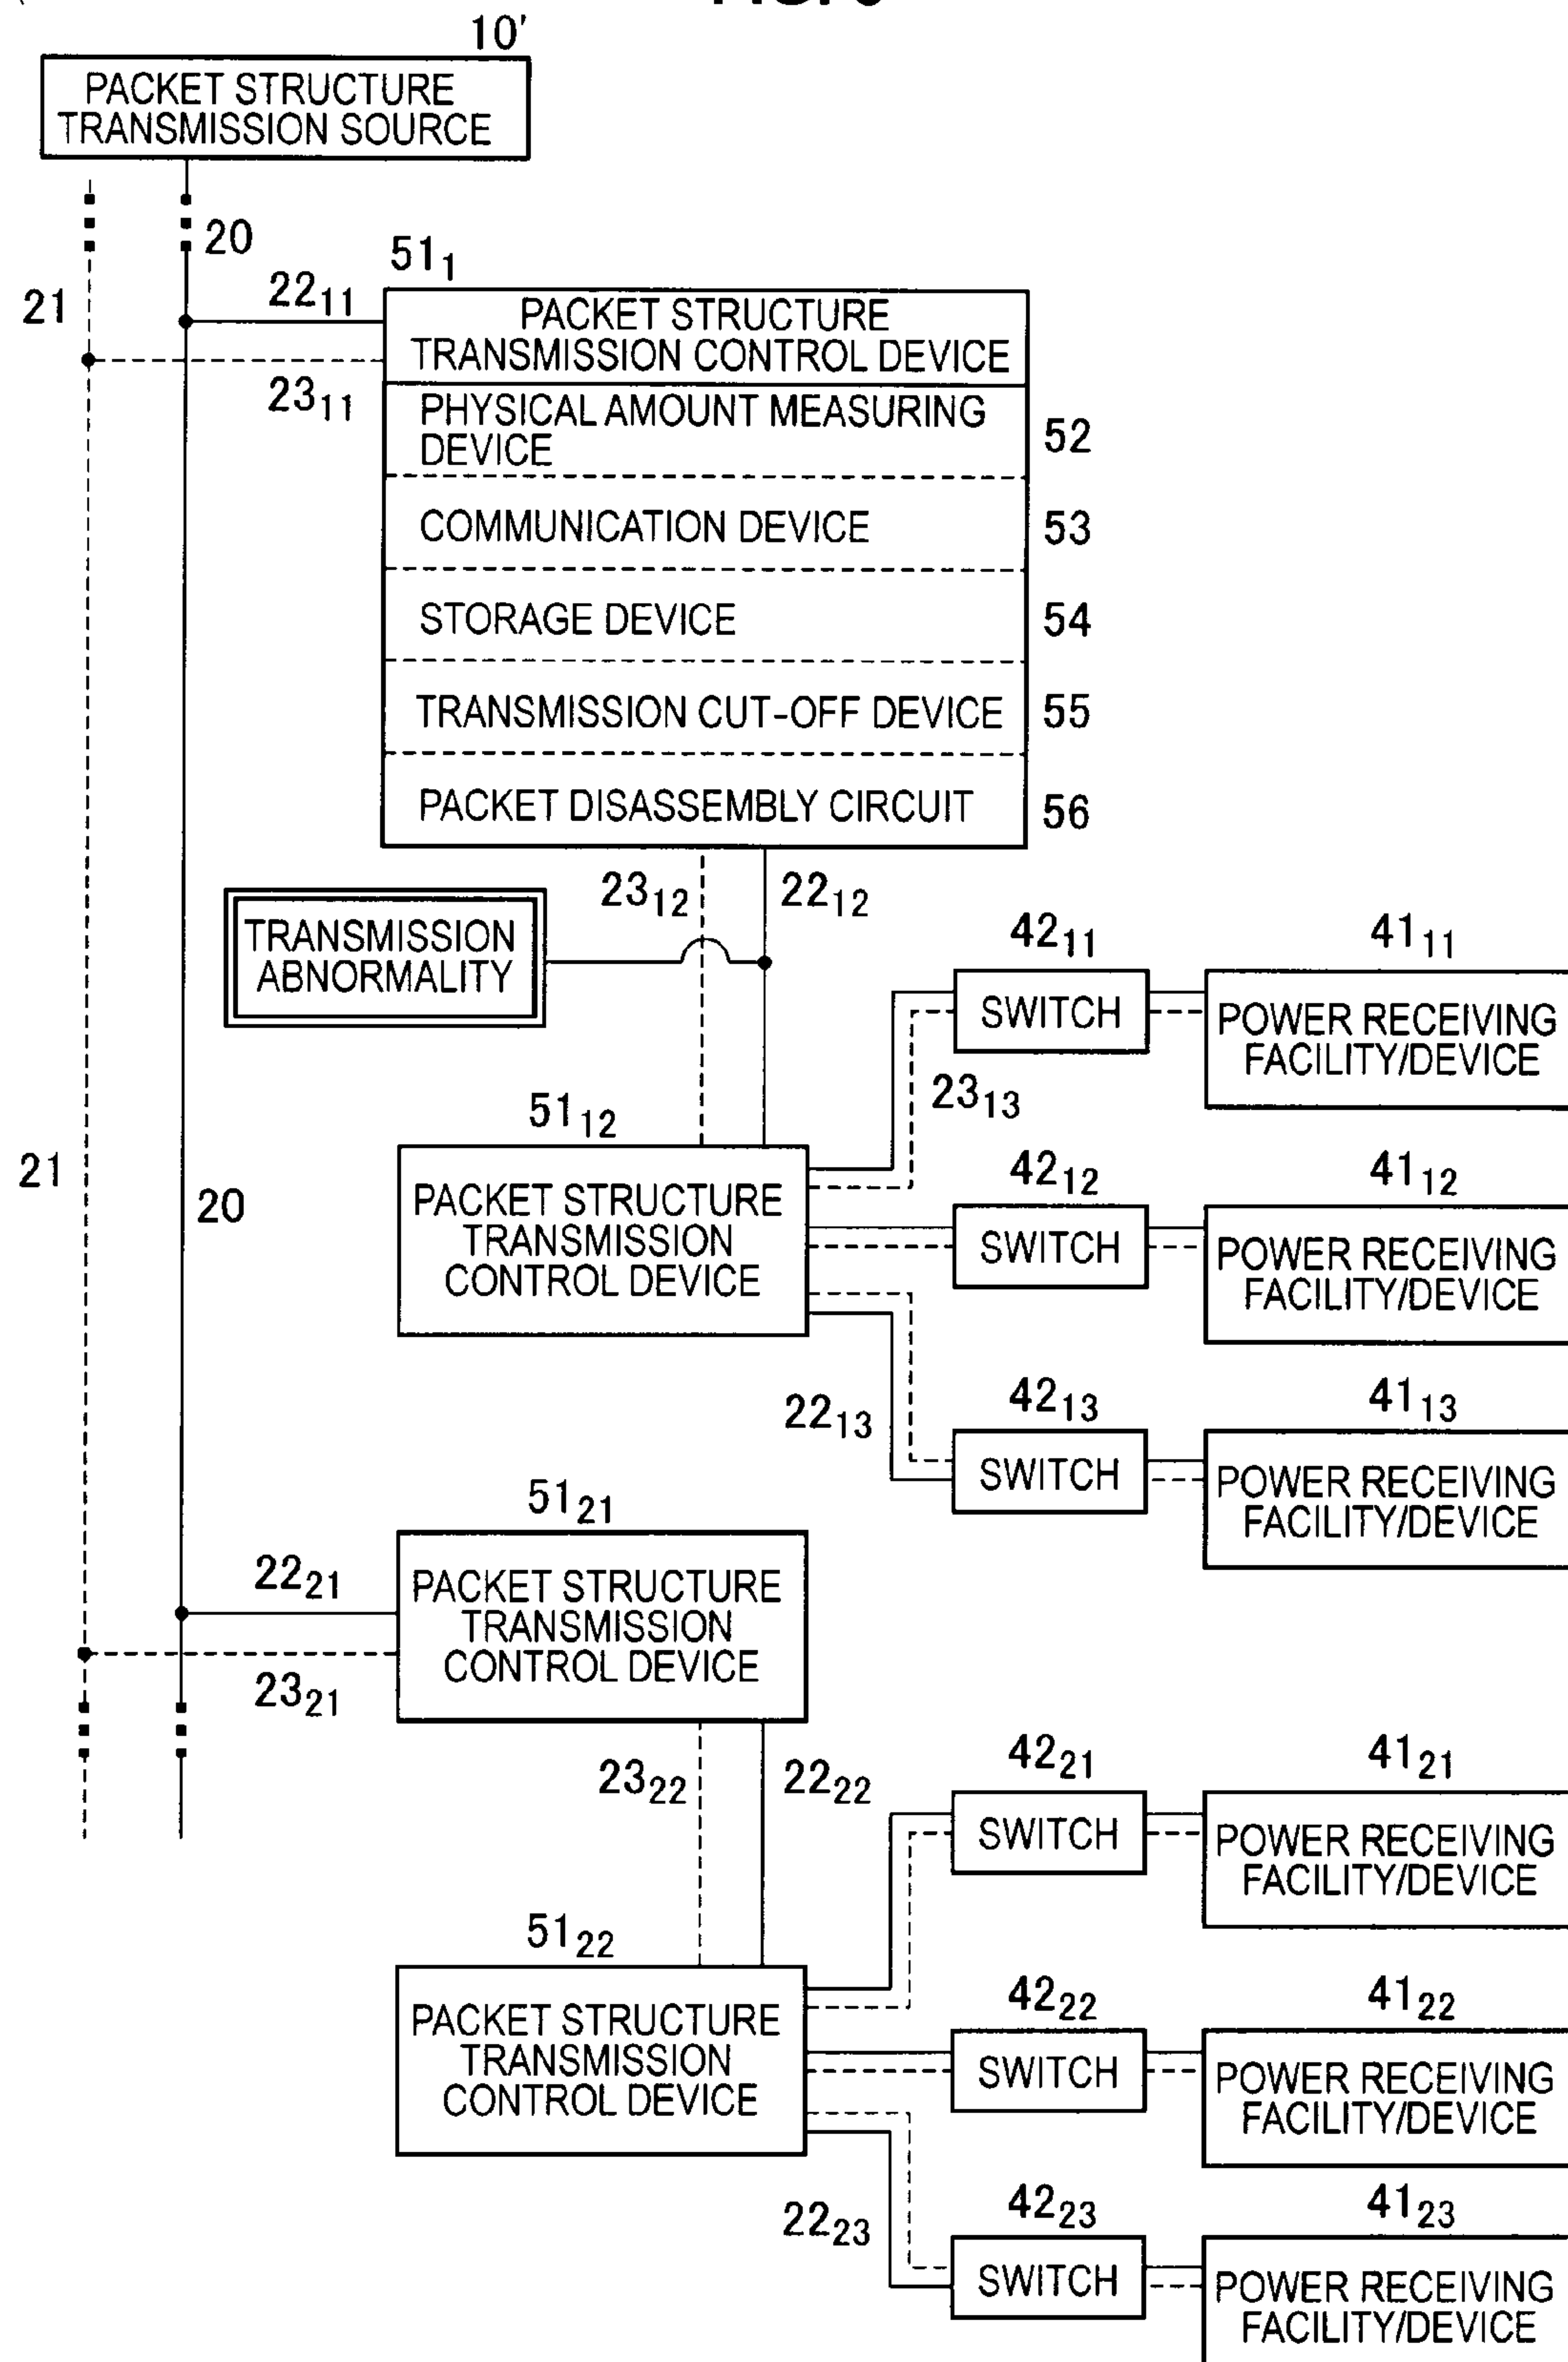 10'
PACKET STRUCTURE
TRANSMISSION SOURCE
20
21
51₁
22₁₁
PACKET STRUCTURE
TRANSMISSION CONTROL DEVICE
23₁₁
PHYSICAL AMOUNT MEASURING
DEVICE
52
COMMUNICATION DEVICE
53
STORAGE DEVICE
54
TRANSMISSION CUT-OFF DEVICE
55
PACKET DISASSEMBLY CIRCUIT
56
23₁₂
22₁₂
TRANSMISSION
ABNORMALITY
42₁₁
41₁₁
SWITCH
POWER RECEIVING
FACILITY/DEVICE
23₁₃
51₁₂
21
20
PACKET STRUCTURE
TRANSMISSION
CONTROL DEVICE
42₁₂
41₁₂
SWITCH
POWER RECEIVING
FACILITY/DEVICE
22₁₃
42₁₃
41₁₃
SWITCH
POWER RECEIVING
FACILITY/DEVICE
51₂₁
22₂₁
PACKET STRUCTURE
TRANSMISSION
CONTROL DEVICE
23₂₁
23₂₂
22₂₂
42₂₁
41₂₁
SWITCH
POWER RECEIVING
FACILITY/DEVICE
51₂₂
PACKET STRUCTURE
TRANSMISSION
CONTROL DEVICE
42₂₂
41₂₂
SWITCH
POWER RECEIVING
FACILITY/DEVICE
22₂₃
42₂₃
41₂₃
SWITCH
POWER RECEIVING
FACILITY/DEVICE